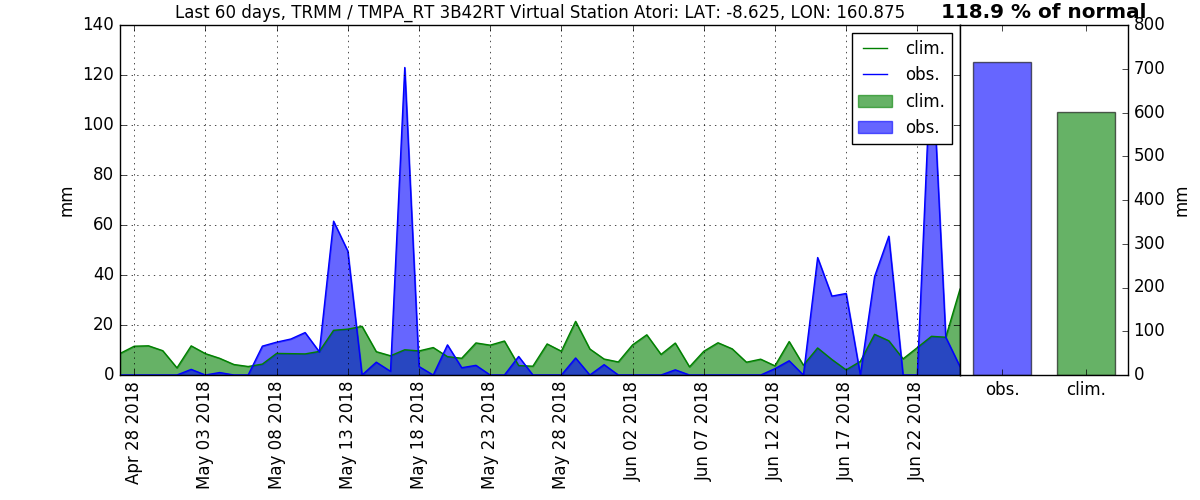 Last 60 days, TRMM / TMPA_RT 3B42RT Virtual Station Atori: LAT: -8.625, LON: 160.875
118.9 % of normal
140
120
100
80
60
40
20
0
mm
clim.
obs.
clim.
obs.
800
700
600
500
400
300
200
100
0
mm
Apr 28 2018
May 03 2018
May 08 2018
May 13 2018
May 18 2018
May 23 2018
May 28 2018
Jun 02 2018
Jun 07 2018
Jun 12 2018
Jun 17 2018
Jun 22 2018
obs.
clim.